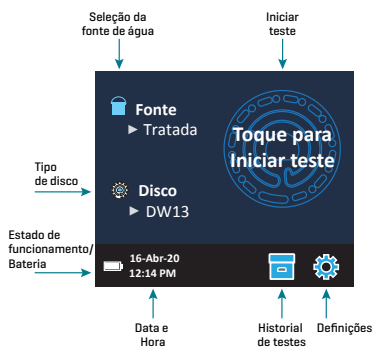 Seleção da
fonte de água
Iniciar
teste
Fonte
► Tratada
Toque para
Iniciar teste
Tipo
de disco
Disco
► DW13
Estado de
funcionamento/
Bateria
16-Abr-20
12:14 PM
Data e
Hora
Historial
de testes
Definições